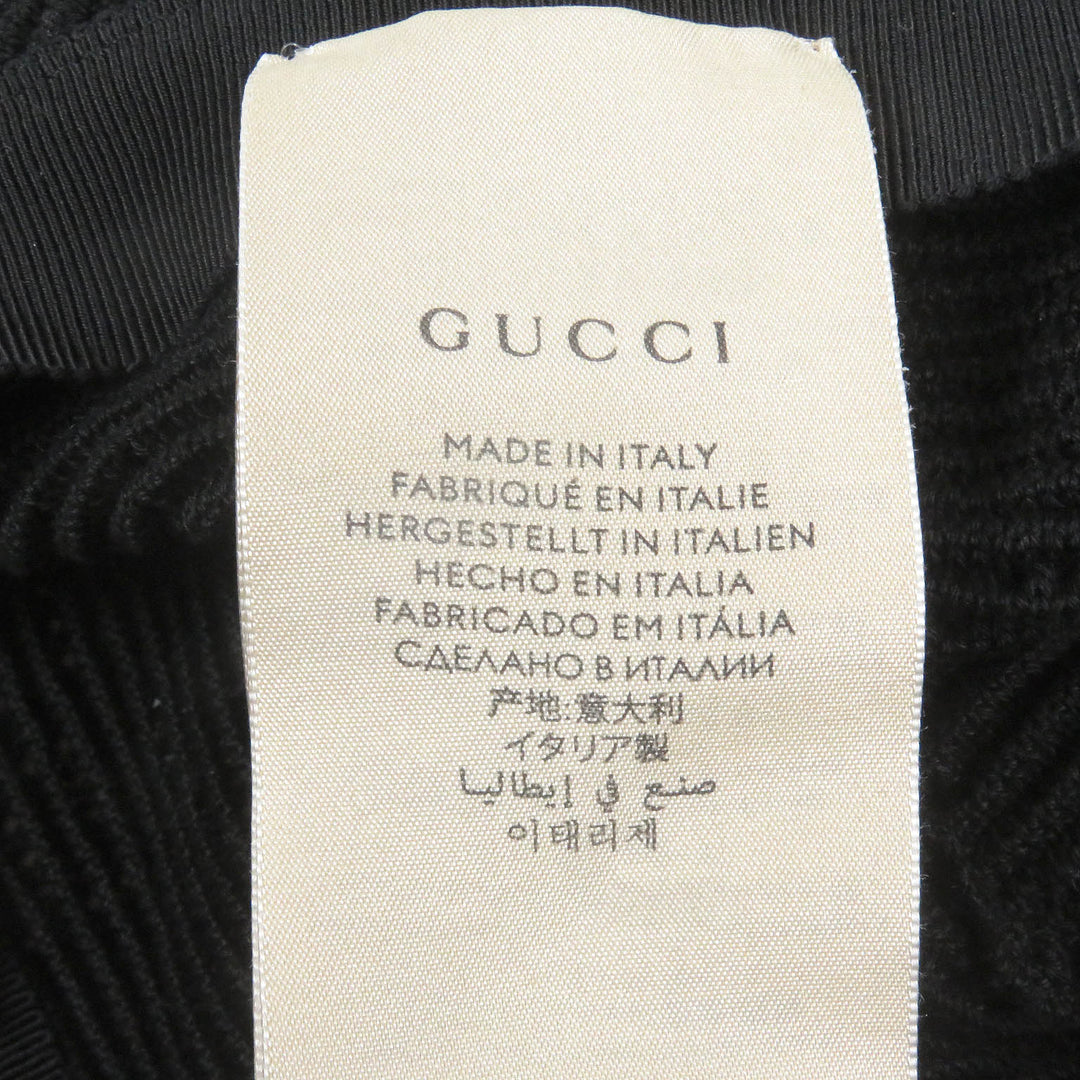 GUCCI
MADE IN ITALY
FABRIQUÉ EN ITALIE
HERGESTELLT IN ITALIEN
HECHO EN ITALIA
FABRICADO EM ITÁLIA
СДЕЛАНО В ИТАЛИИ
产地:意大利
イタリア製
صنع في إيطاليا
이태리제